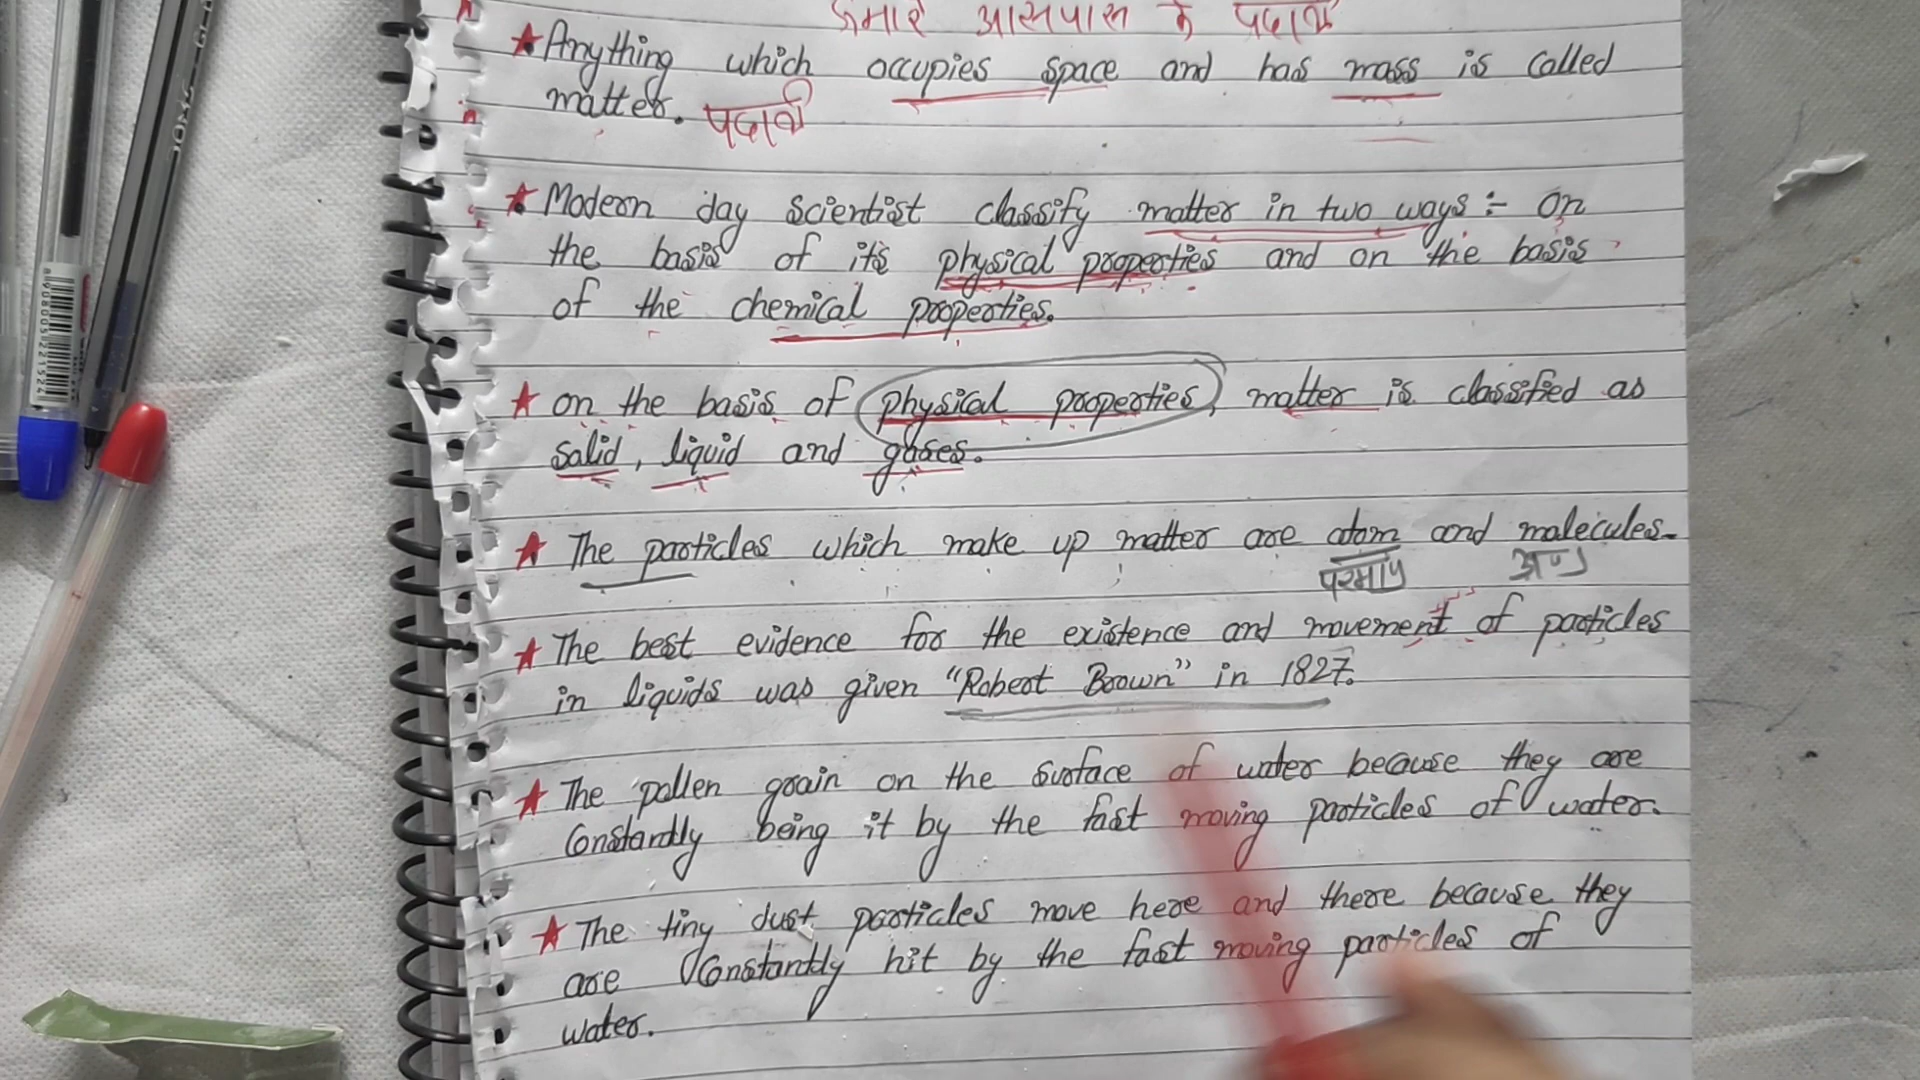 हमारे आसपास के पदार्थ
Anything which occupies space and has mass is called
matter. पदार्थ
Modern day scientist classify matter in two ways :- On
the basis of its physical properties and on the basis
of the chemical properties.
on the basis of physical properties, matter is classified as
solid, liquid and gases.
The particles which make up matter are atom and molecules.
परमाणु अणु
The best evidence for the existence and movement of particles
in liquids was given "Robert Brown" in 1827.
The pollen grain on the surface of water because they are
Constantly being it by the fast moving particles of water.
The tiny dust particles move here and there because they
are Constantly hit by the fast moving particles of
water.